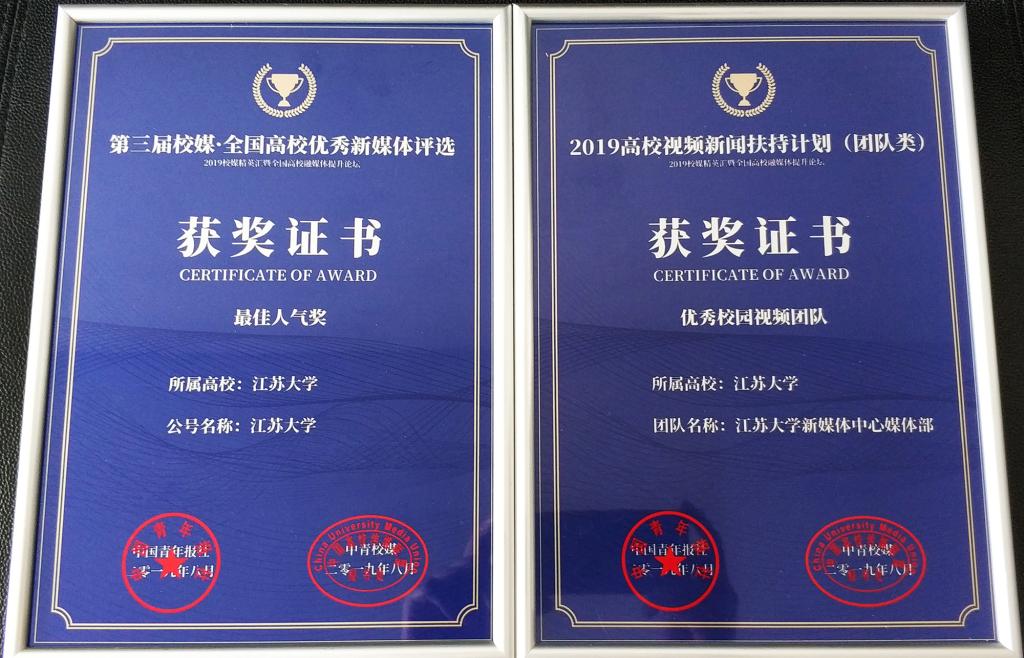 第三届校媒·全国高校优秀新媒体评选
2019校媒精英汇暨全国高校融媒体提升论坛
获奖证书
CERTIFICATE OF AWARD
最佳人气奖
所属高校：江苏大学
公号名称：江苏大学
中国青年报社
二零一九年八月
China University Media Union
中青校媒
二零一九年八月
2019高校视频新闻扶持计划（团队类）
2019校媒精英汇暨全国高校融媒体提升论坛
获奖证书
CERTIFICATE OF AWARD
优秀校园视频团队
所属高校：江苏大学
团队名称：江苏大学新媒体中心媒体部
中国青年报社
二零一九年八月
China University Media Union
中青校媒
二零一九年八月